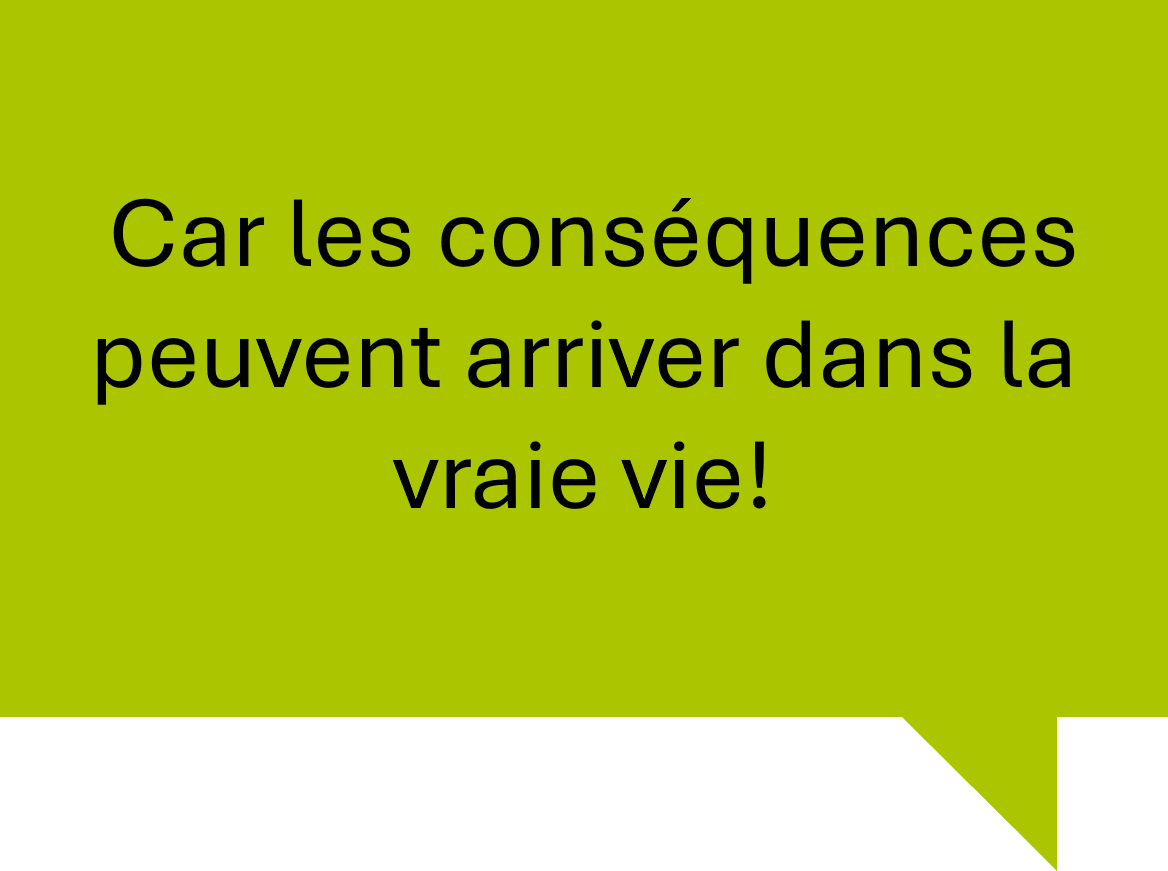 Car les conséquences
peuvent arriver dans la
vraie vie!